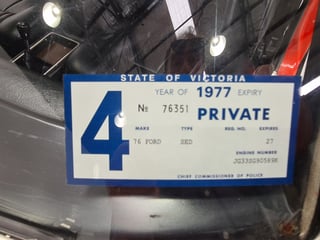 STATE OF VICTORIA
YEAR OF 1977 EXPIRY
4
No 76351 PRIVATE
MAKE TYPE REG. NO. EXPIRES
76 FORD SED 27
ENGINE NUMBER
JG33SG90589K
CHIEF COMMISSIONER OF POLICE